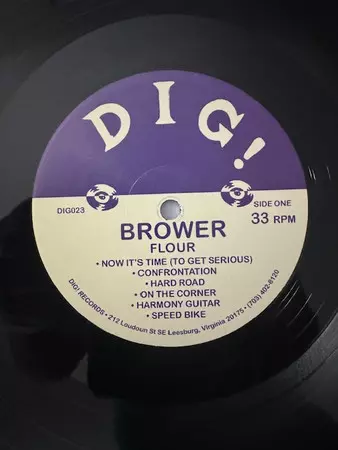 DIG!
DIG023
SIDE ONE
33 RPM
BROWER
FLOUR
• NOW IT'S TIME (TO GET SERIOUS)
• CONFRONTATION
• HARD ROAD
• ON THE CORNER
• HARMONY GUITAR
• SPEED BIKE
DIG! RECORDS • 212 Loudoun St SE Leesburg, Virginia 20175 • (703) 402-8120